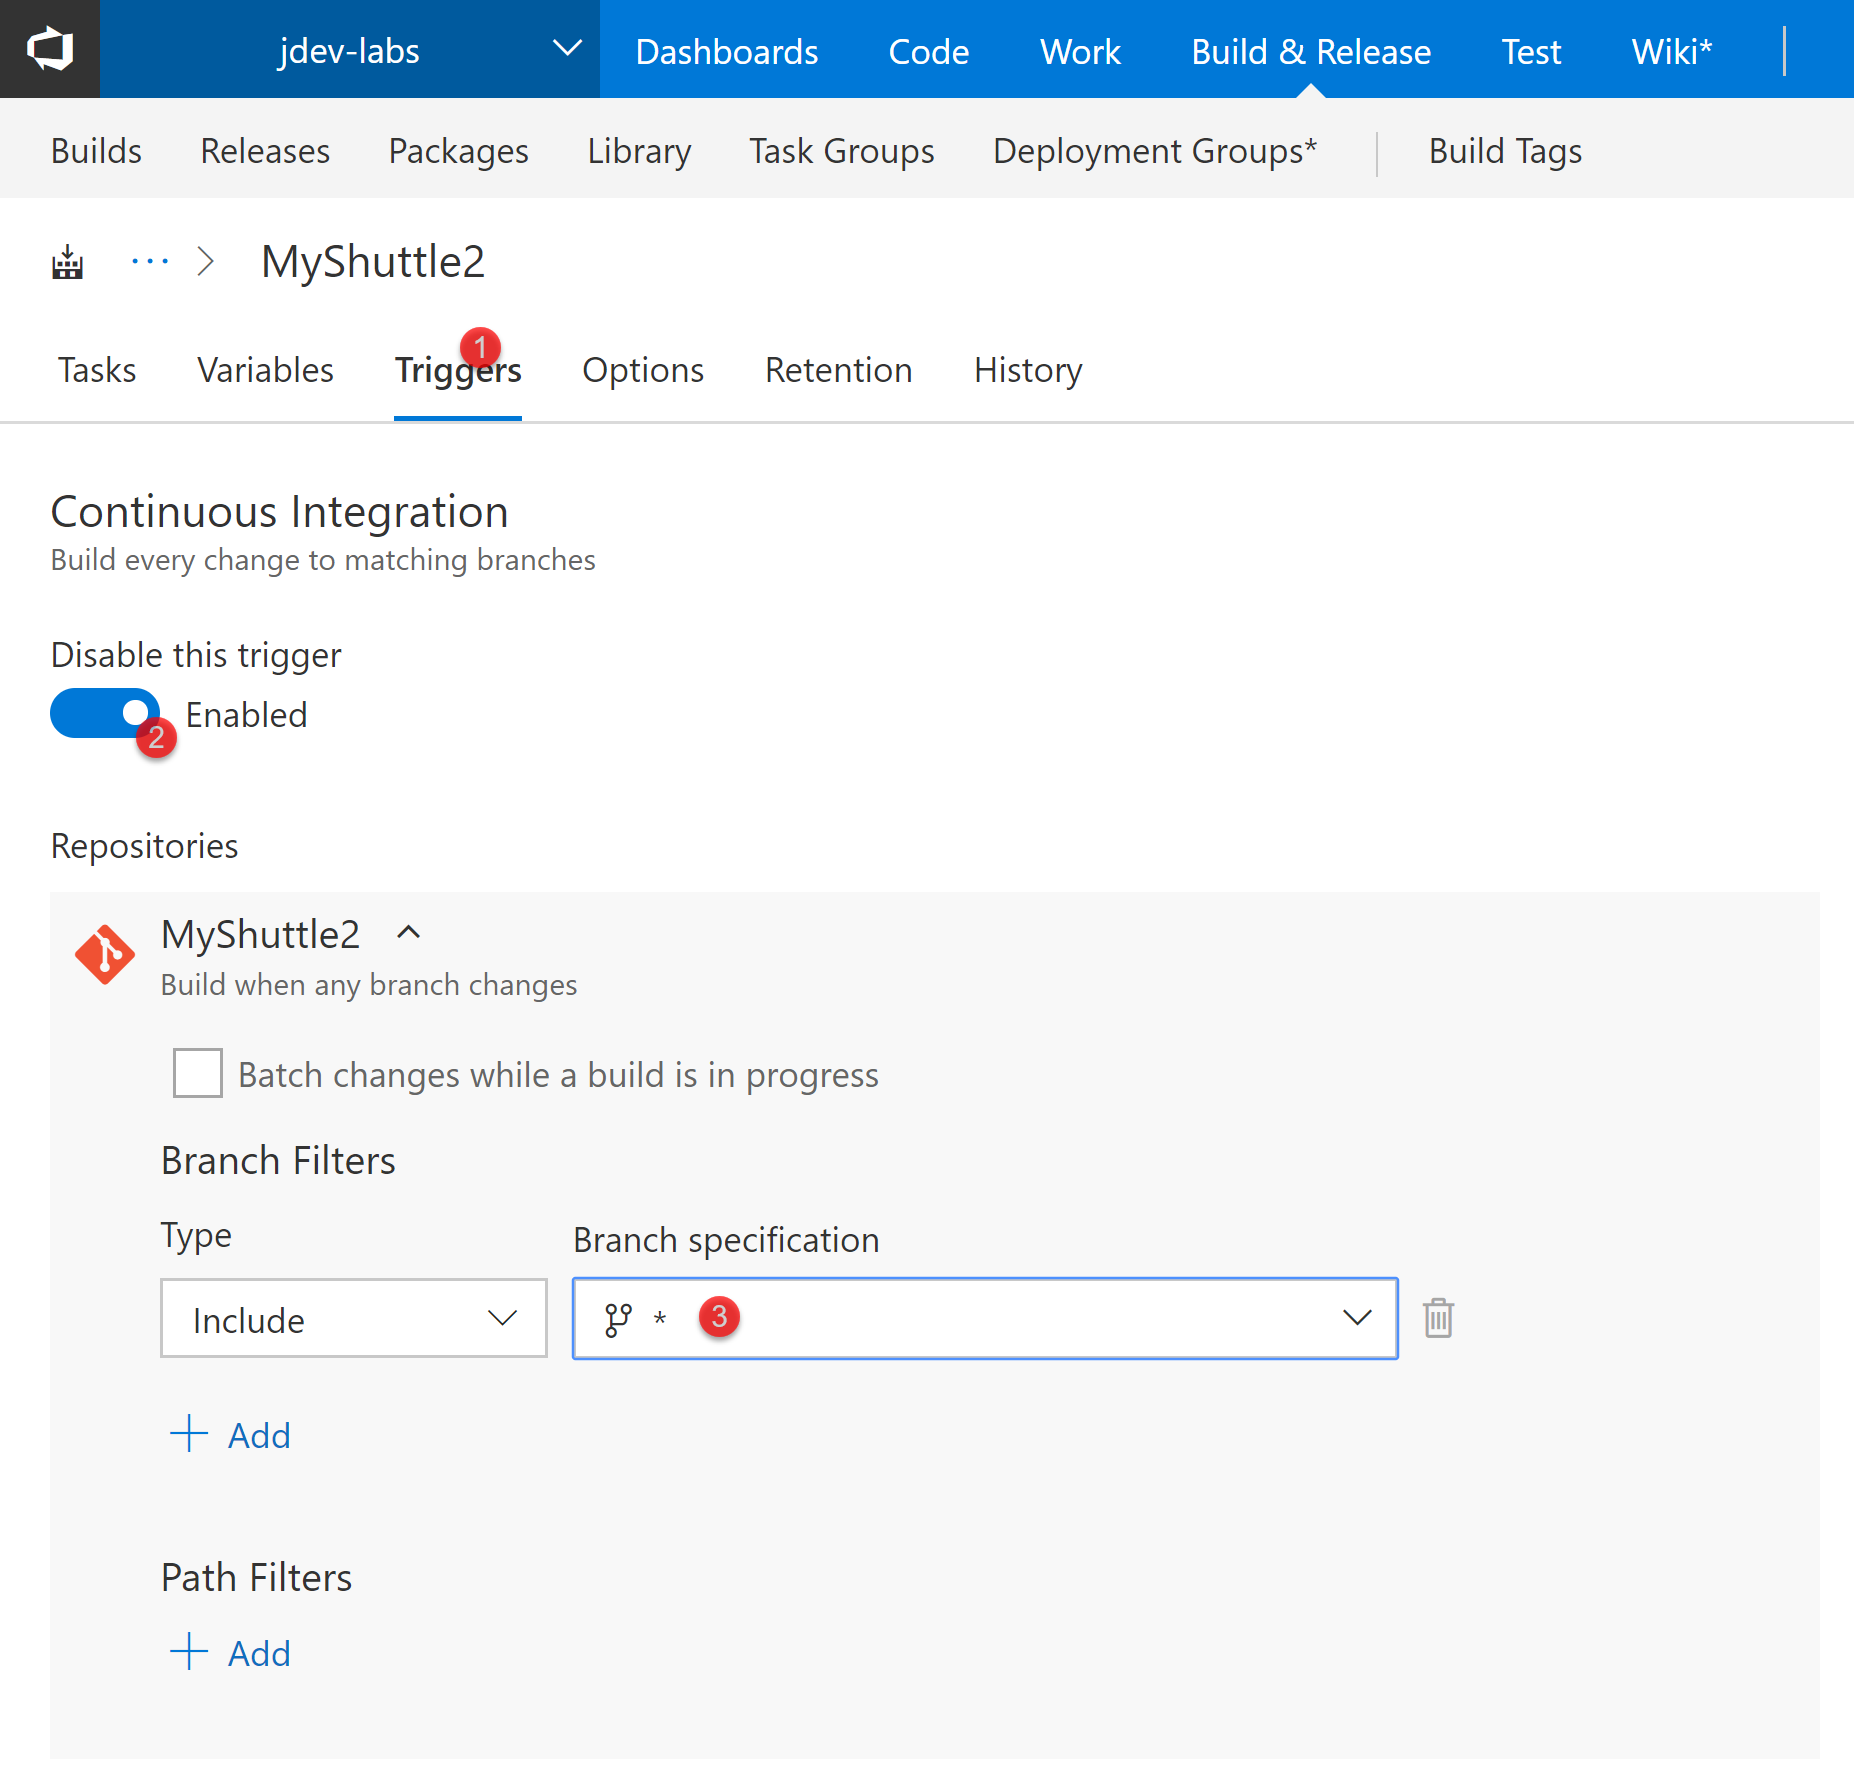 jdev-labs Dashboards Code Work Build & Release Test Wiki*
Builds Releases Packages Library Task Groups Deployment Groups* Build Tags
... MyShuttle2
Tasks Variables Triggers 1 Options Retention History
Continuous Integration
Build every change to matching branches
Disable this trigger
Enabled
2
Repositories
MyShuttle2
Build when any branch changes
Batch changes while a build is in progress
Branch Filters
Type Branch specification
Include * 3
Add
Path Filters
Add